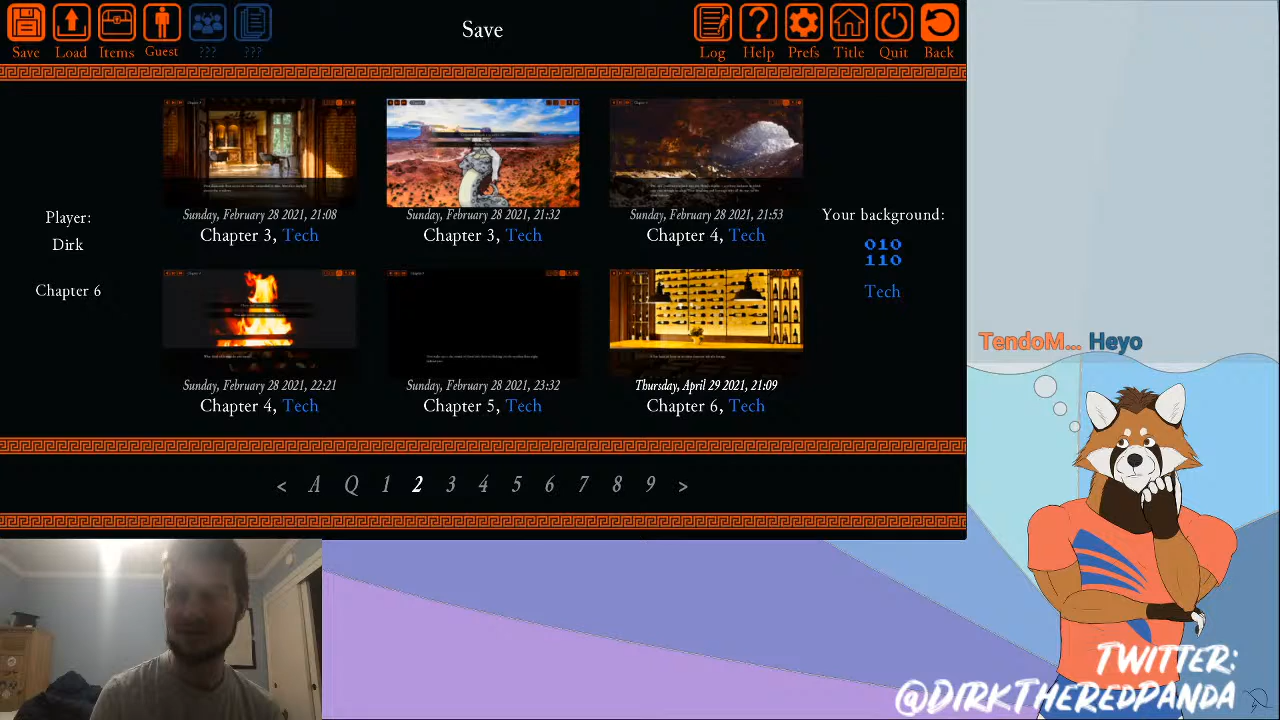 Save
Save Load Items Guest ??? ???
Log Help Prefs Title Quit Back
Player:
Dirk
Chapter 6
Sunday, February 28 2021, 21:08
Chapter 3, Tech
Sunday, February 28 2021, 21:32
Chapter 3, Tech
Sunday, February 28 2021, 21:53
Chapter 4, Tech
Sunday, February 28 2021, 22:21
Chapter 4, Tech
Sunday, February 28 2021, 23:32
Chapter 5, Tech
Thursday, April 29 2021, 21:09
Chapter 6, Tech
Your background:
010
110
Tech
< A Q 1 2 3 4 5 6 7 8 9 >
TendoM... Heyo
TWITTER:
@DIRKTHEREDPANDA